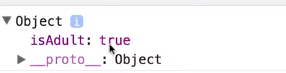 ▼ Object i
isAdult: true
▶ __proto__: Object